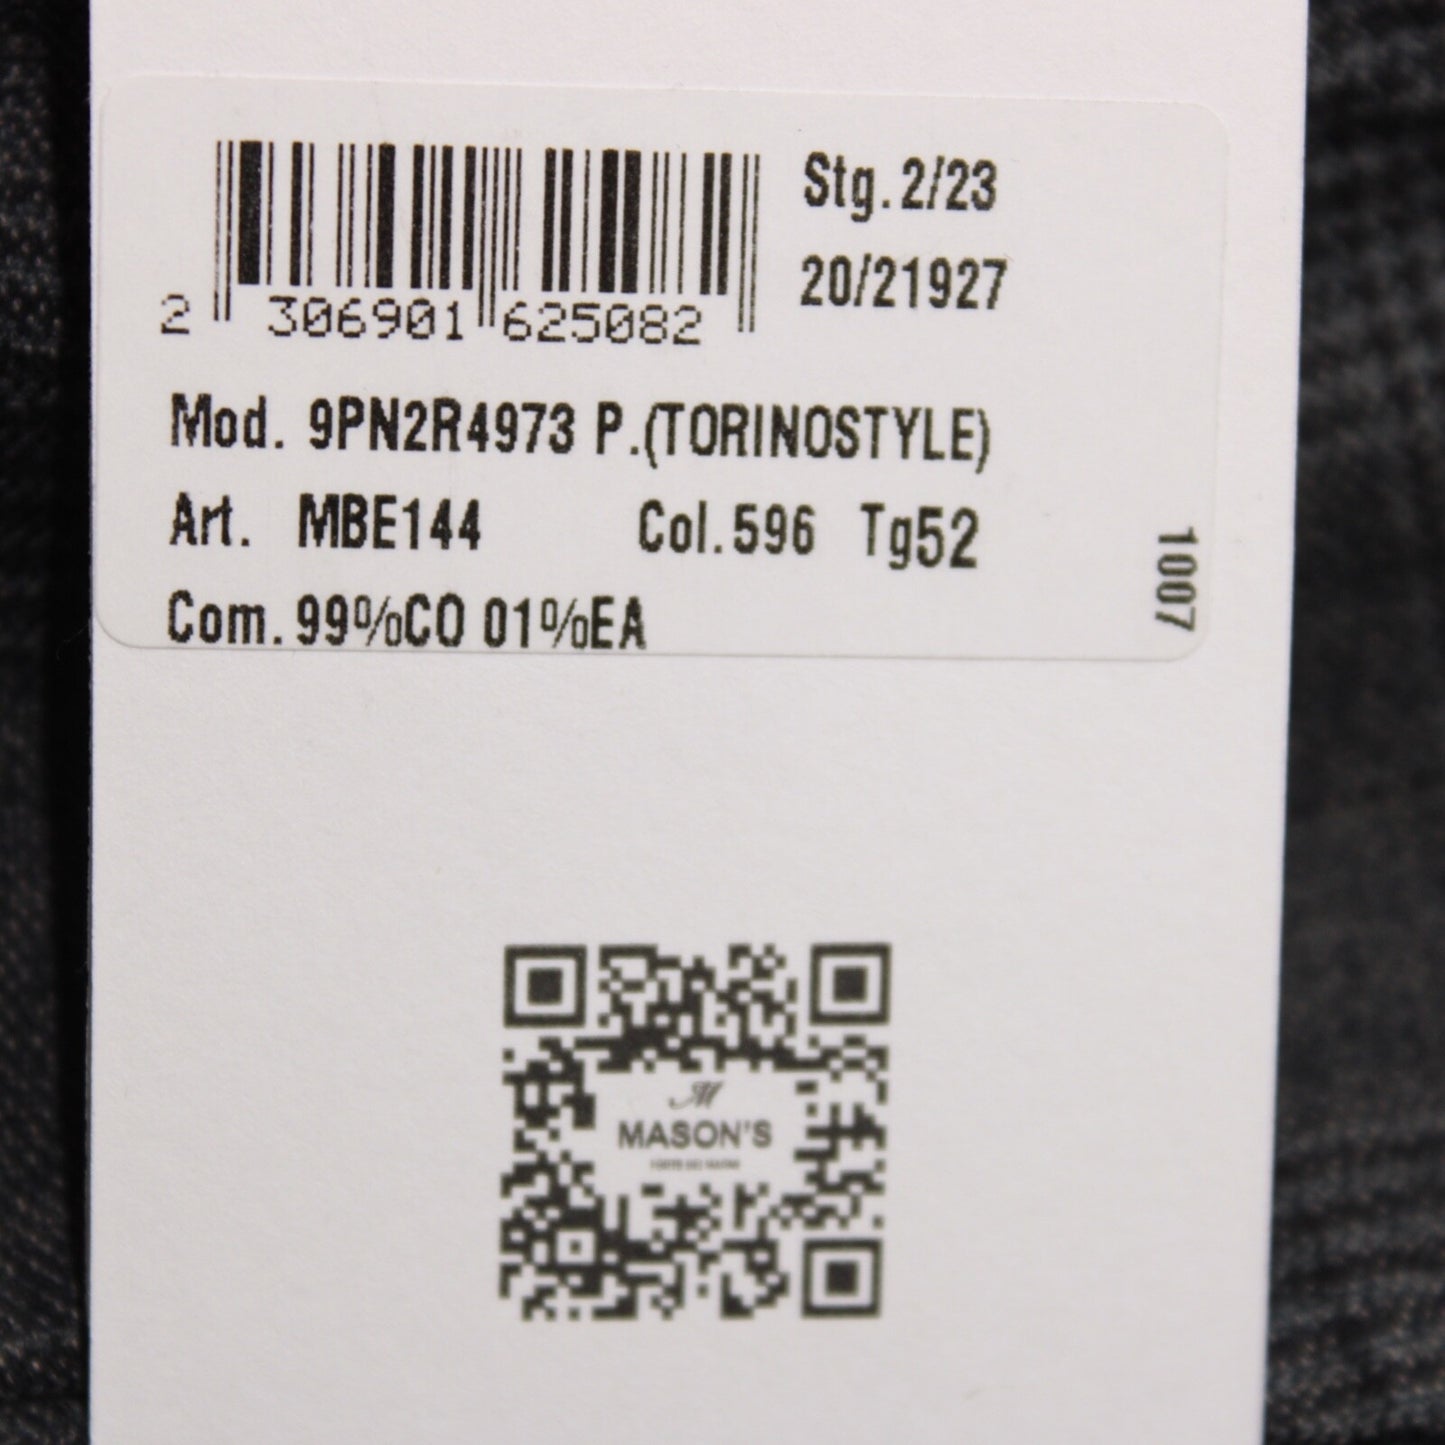 Stg.2/23
20/21927
2 306901 625082
Mod. 9PN2R4973 P.(TORINOSTYLE)
Art. MBE144 Col.596 Tg52
Com.99%CO 01%EA
1007
M
MASON'S